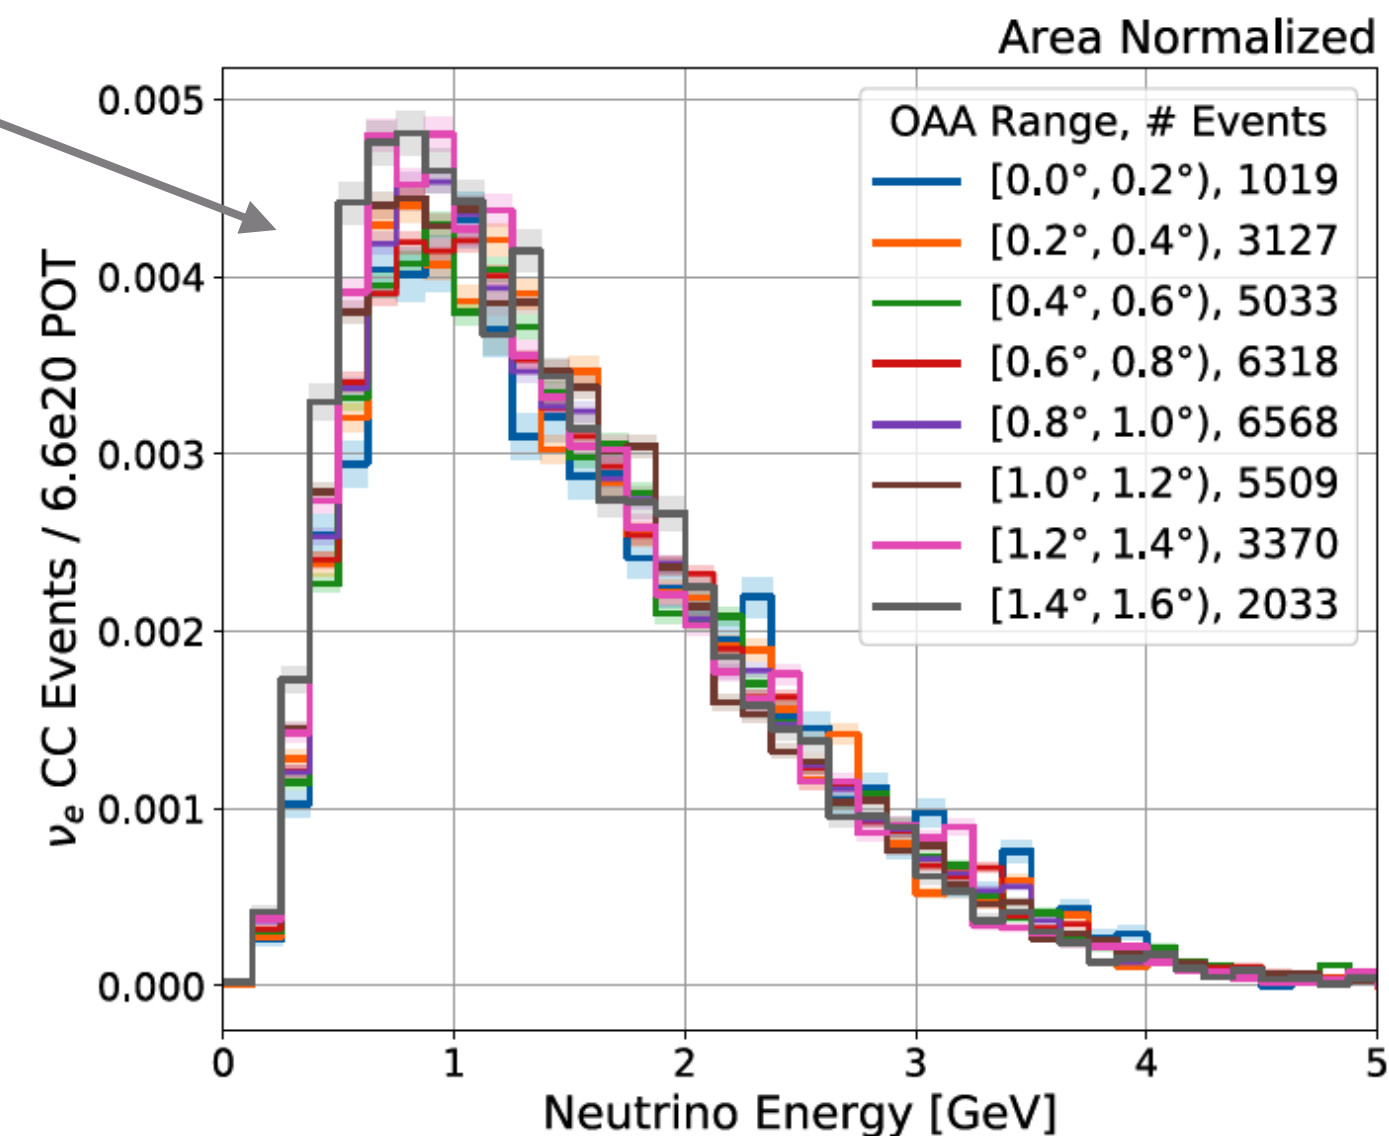 Area Normalized
OAA Range, # Events
[0.0°, 0.2°), 1019
[0.2°, 0.4°), 3127
[0.4°, 0.6°), 5033
[0.6°, 0.8°), 6318
[0.8°, 1.0°), 6568
[1.0°, 1.2°), 5509
[1.2°, 1.4°), 3370
[1.4°, 1.6°), 2033
0.005
0.004
0.003
0.002
0.001
0.000
νe CC Events / 6.6e20 POT
0 1 2 3 4 5
Neutrino Energy [GeV]